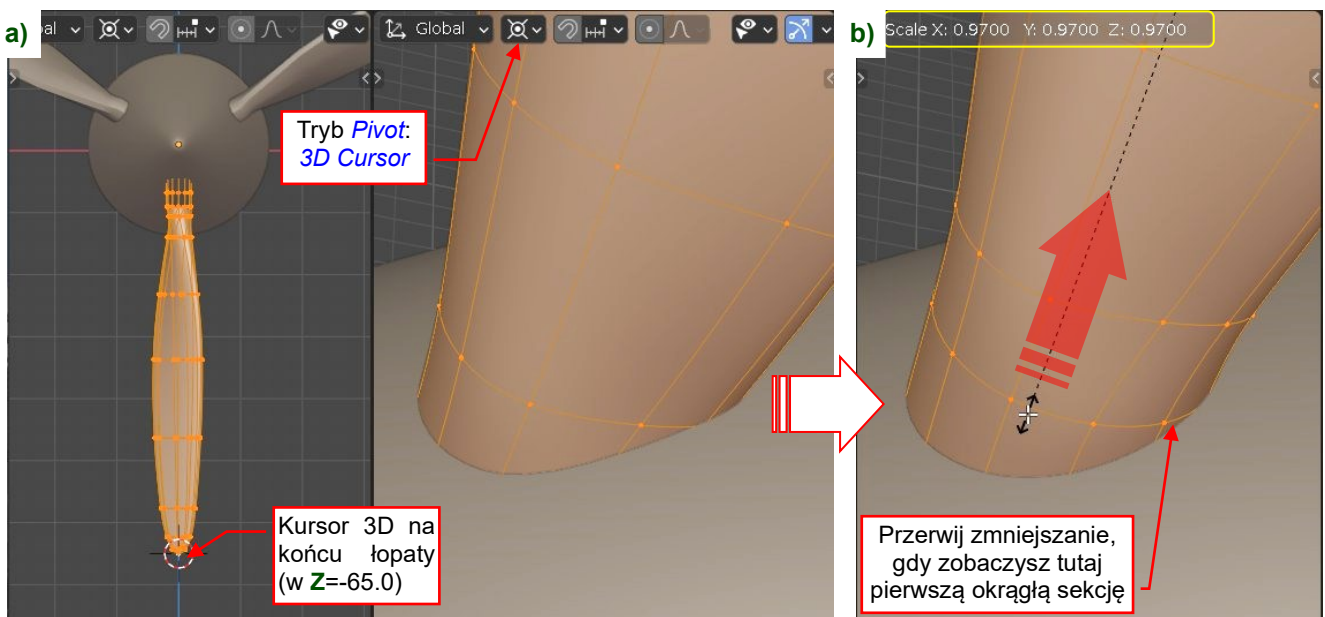 a)
al
Global
b)
Scale X: 0.9700 Y: 0.9700 Z: 0.9700
Tryb Pivot:
3D Cursor
Kursor 3D na
końcu łopaty
(w Z=-65.0)
Przerwij zmniejszanie,
gdy zobaczysz tutaj
pierwszą okrągłą sekcję